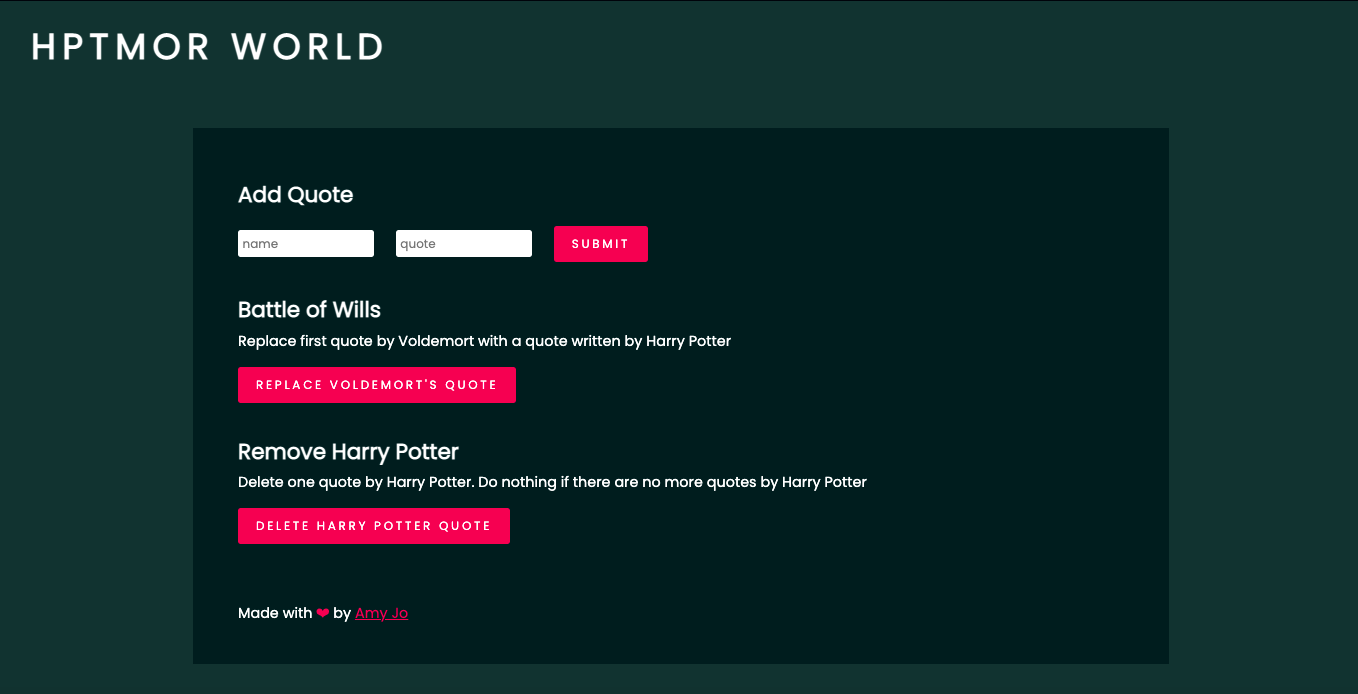 HPTMOR WORLD
Add Quote
name quote SUBMIT
Battle of Wills
Replace first quote by Voldemort with a quote written by Harry Potter
REPLACE VOLDEMORT'S QUOTE
Remove Harry Potter
Delete one quote by Harry Potter. Do nothing if there are no more quotes by Harry Potter
DELETE HARRY POTTER QUOTE
Made with ❤ by Amy Jo